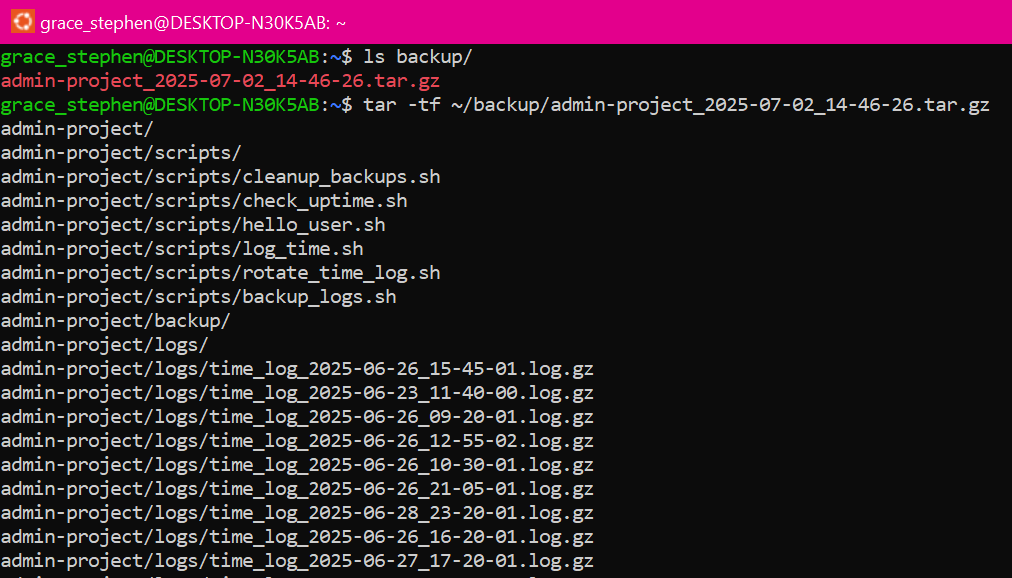 grace_stephen@DESKTOP-N30K5AB: ~
grace_stephen@DESKTOP-N30K5AB:~$ ls backup/
admin-project_2025-07-02_14-46-26.tar.gz
grace_stephen@DESKTOP-N30K5AB:~$ tar -tf ~/backup/admin-project_2025-07-02_14-46-26.tar.gz
admin-project/
admin-project/scripts/
admin-project/scripts/cleanup_backups.sh
admin-project/scripts/check_uptime.sh
admin-project/scripts/hello_user.sh
admin-project/scripts/log_time.sh
admin-project/scripts/rotate_time_log.sh
admin-project/scripts/backup_logs.sh
admin-project/backup/
admin-project/logs/
admin-project/logs/time_log_2025-06-26_15-45-01.log.gz
admin-project/logs/time_log_2025-06-23_11-40-00.log.gz
admin-project/logs/time_log_2025-06-26_09-20-01.log.gz
admin-project/logs/time_log_2025-06-26_12-55-02.log.gz
admin-project/logs/time_log_2025-06-26_10-30-01.log.gz
admin-project/logs/time_log_2025-06-26_21-05-01.log.gz
admin-project/logs/time_log_2025-06-28_23-20-01.log.gz
admin-project/logs/time_log_2025-06-26_16-20-01.log.gz
admin-project/logs/time_log_2025-06-27_17-20-01.log.gz